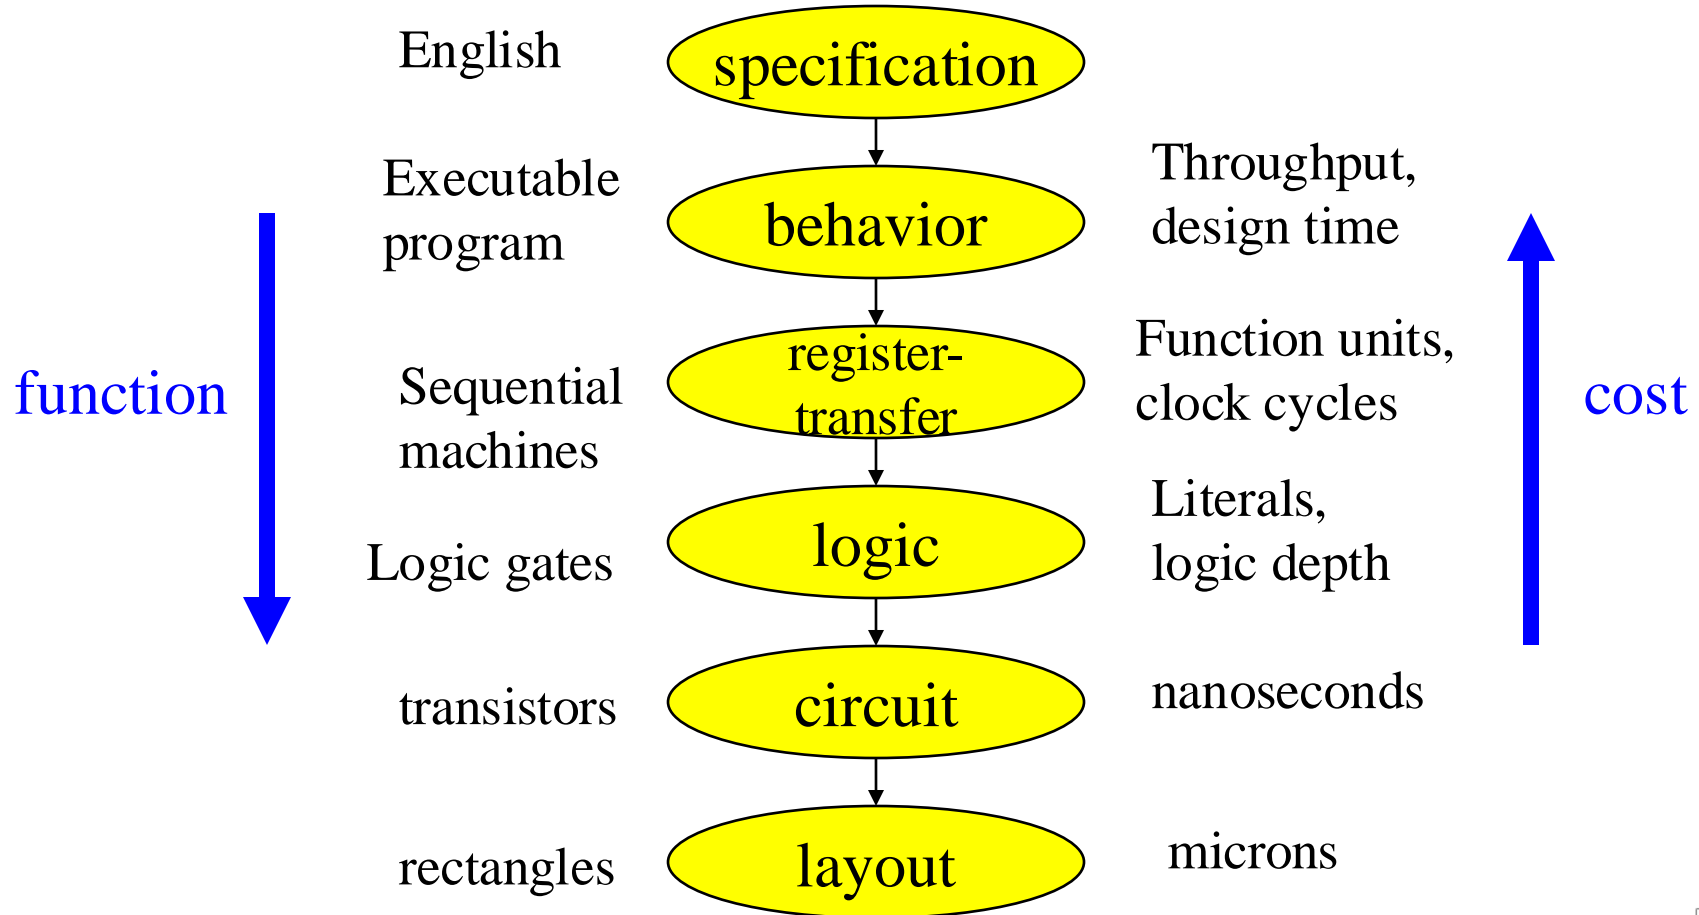 English
specification
Executable
program
behavior
Throughput,
design time
function
Sequential
machines
register-
transfer
Function units,
clock cycles
cost
Logic gates
logic
Literals,
logic depth
transistors
circuit
nanoseconds
rectangles
layout
microns